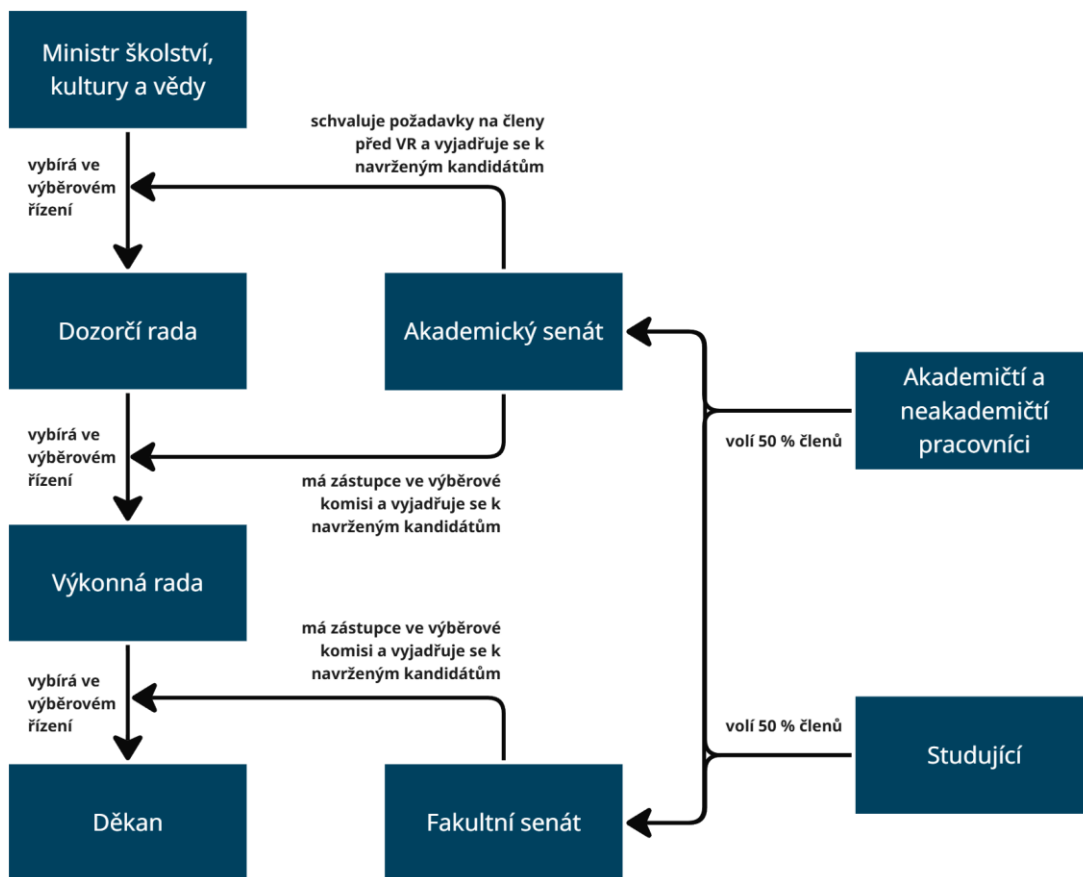 Ministr školství,
kultury a vědy
schvaluje požadavky na členy
před VR a vyjadřuje se k
navrženým kandidátům
vybírá ve
výběrovém
řízení
Dozorčí rada
Akademický senát
Akademičtí a
neakademičtí
pracovníci
volí 50 % členů
vybírá ve
výběrovém
řízení
má zástupce ve výběrové
komisi a vyjadřuje se k
navrženým kandidátům
Výkonná rada
má zástupce ve výběrové
komisi a vyjadřuje se k
navrženým kandidátům
vybírá ve
výběrovém
řízení
volí 50 % členů
Studující
Děkan
Fakultní senát